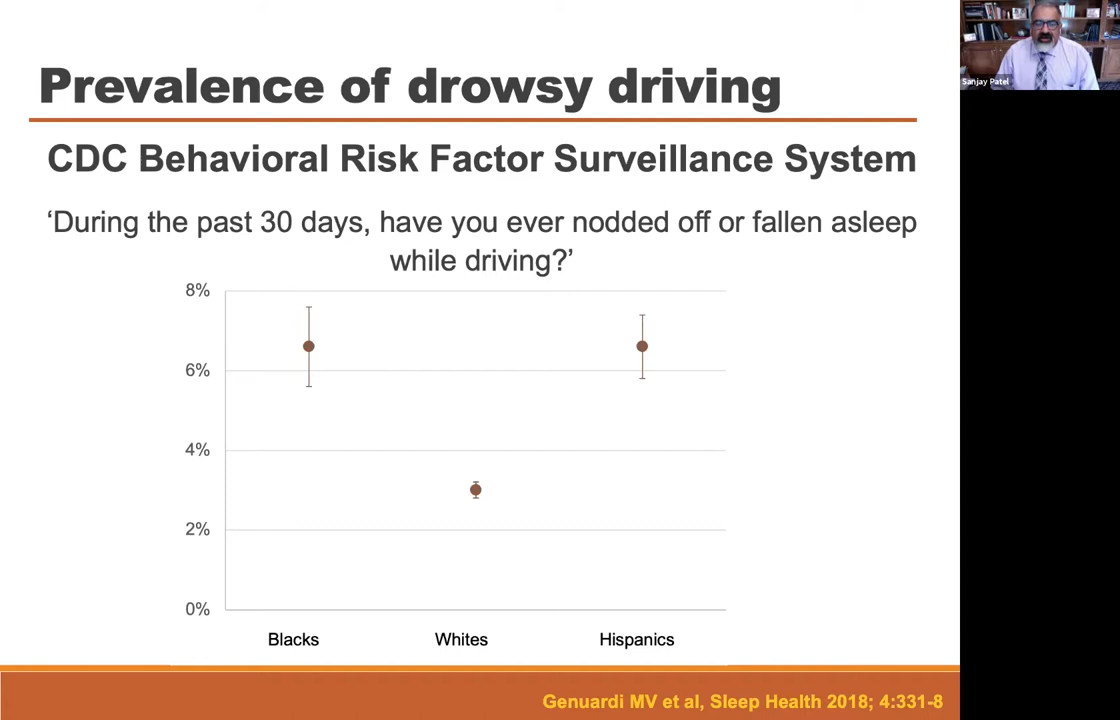 Prevalence of drowsy driving
Sanjay Patel
CDC Behavioral Risk Factor Surveillance System
‘During the past 30 days, have you ever nodded off or fallen asleep
while driving?’
8%
6%
4%
2%
0%
Blacks Whites Hispanics
Genuardi MV et al, Sleep Health 2018; 4:331-8